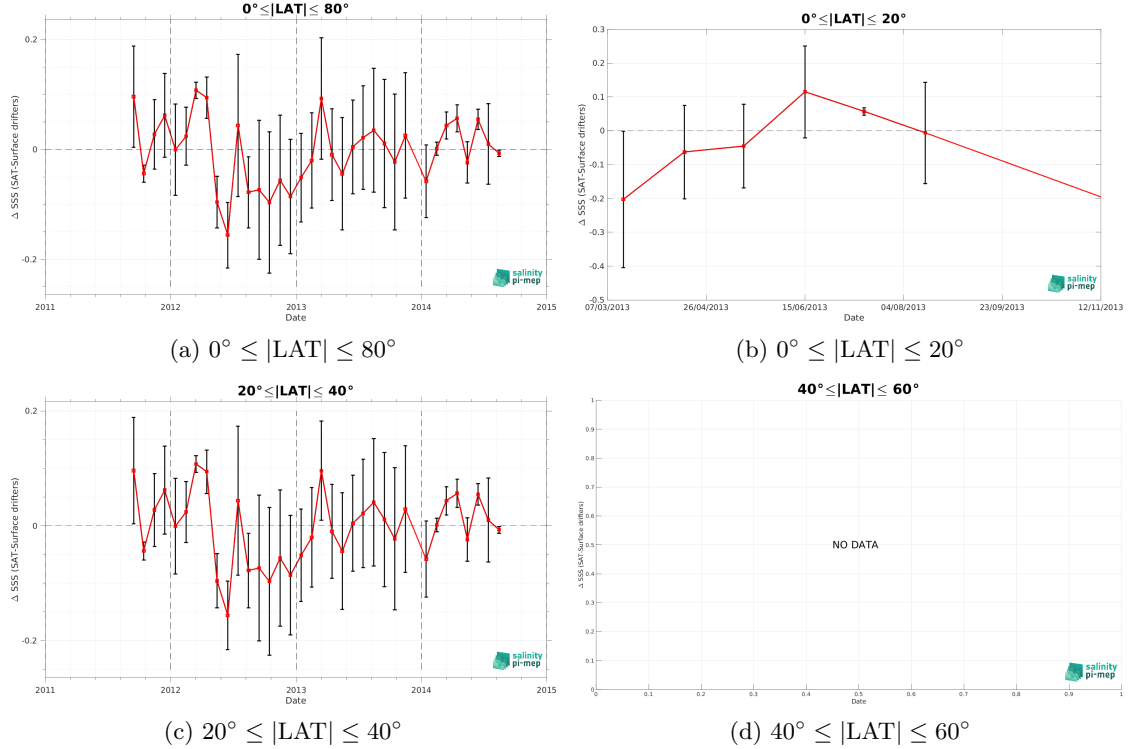 0°≤|LAT|≤ 80°
Δ SSS (SAT-Surface drifters)
0.2
0
-0.2
2011
2012
2013
2014
2015
Date
salinity
pi-mep
(a) 0° ≤ |LAT| ≤ 80°
0°≤|LAT|≤ 20°
Δ SSS (SAT-Surface drifters)
0.3
0.2
0.1
0
-0.1
-0.2
-0.3
-0.4
-0.5
07/03/2013
26/04/2013
15/06/2013
04/08/2013
23/09/2013
12/11/2013
Date
salinity
pi-mep
(b) 0° ≤ |LAT| ≤ 20°
20°≤|LAT|≤ 40°
Δ SSS (SAT-Surface drifters)
0.2
0
-0.2
2011
2012
2013
2014
2015
Date
salinity
pi-mep
(c) 20° ≤ |LAT| ≤ 40°
40°≤|LAT|≤ 60°
Δ SSS (SAT-Surface drifters)
1
0.9
0.8
0.7
0.6
0.5
0.4
0.3
0.2
0.1
0
NO DATA
0
0.1
0.2
0.3
0.4
0.5
0.6
0.7
0.8
0.9
1
Date
salinity
pi-mep
(d) 40° ≤ |LAT| ≤ 60°